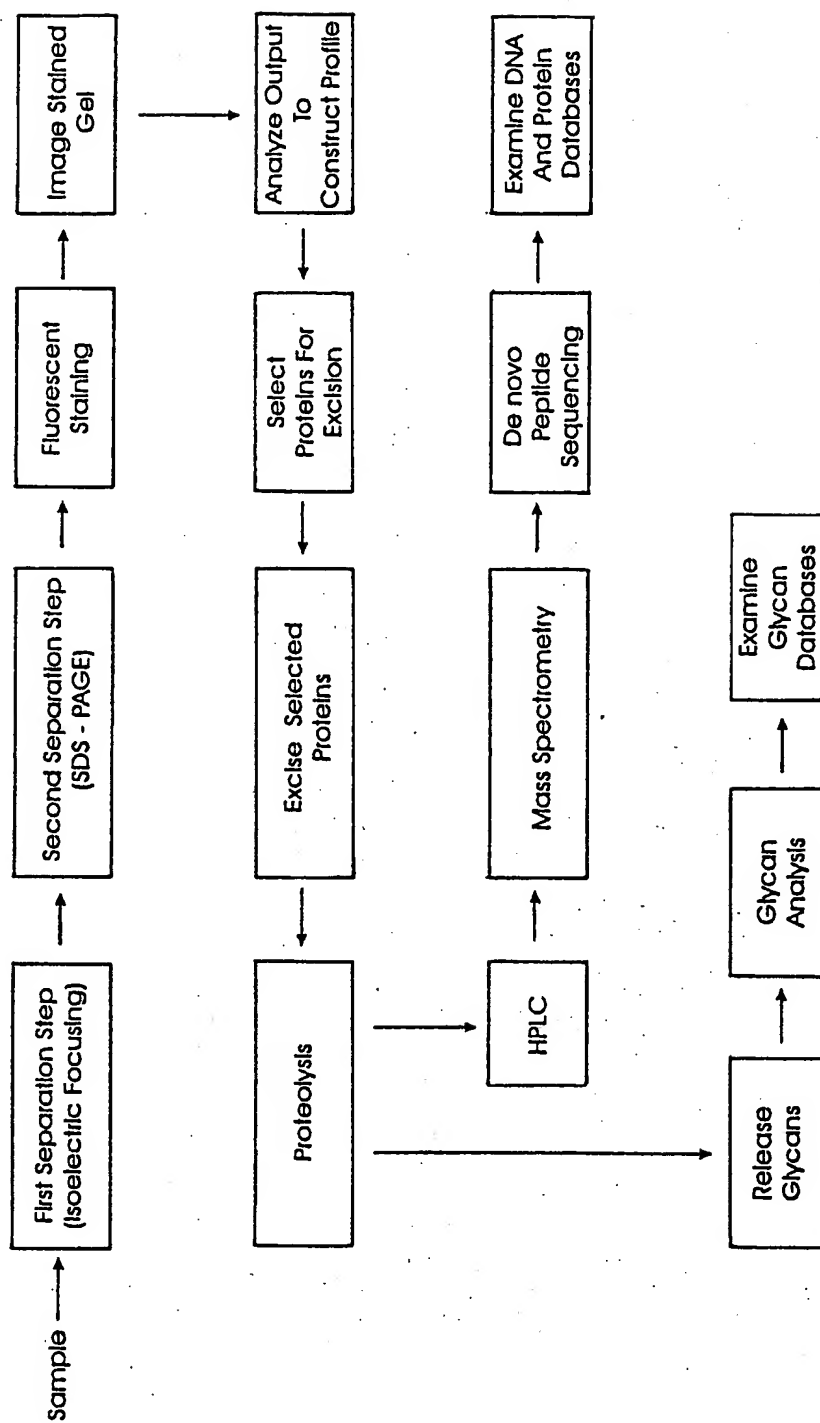 Sample
First Separation Step
(Isoelectric Focusing)
Second Separation Step
(SDS - PAGE)
Fluorescent
Staining
Image Stained
Gel
Analyze Output
To
Construct Profile
Select
Proteins For
Excision
Excise Selected
Proteins
Proteolysis
HPLC
Mass Spectrometry
De novo
Peptide
Sequencing
Examine DNA
And Protein
Databases
Release
Glycans
Glycan
Analysis
Examine
Glycan
Databases